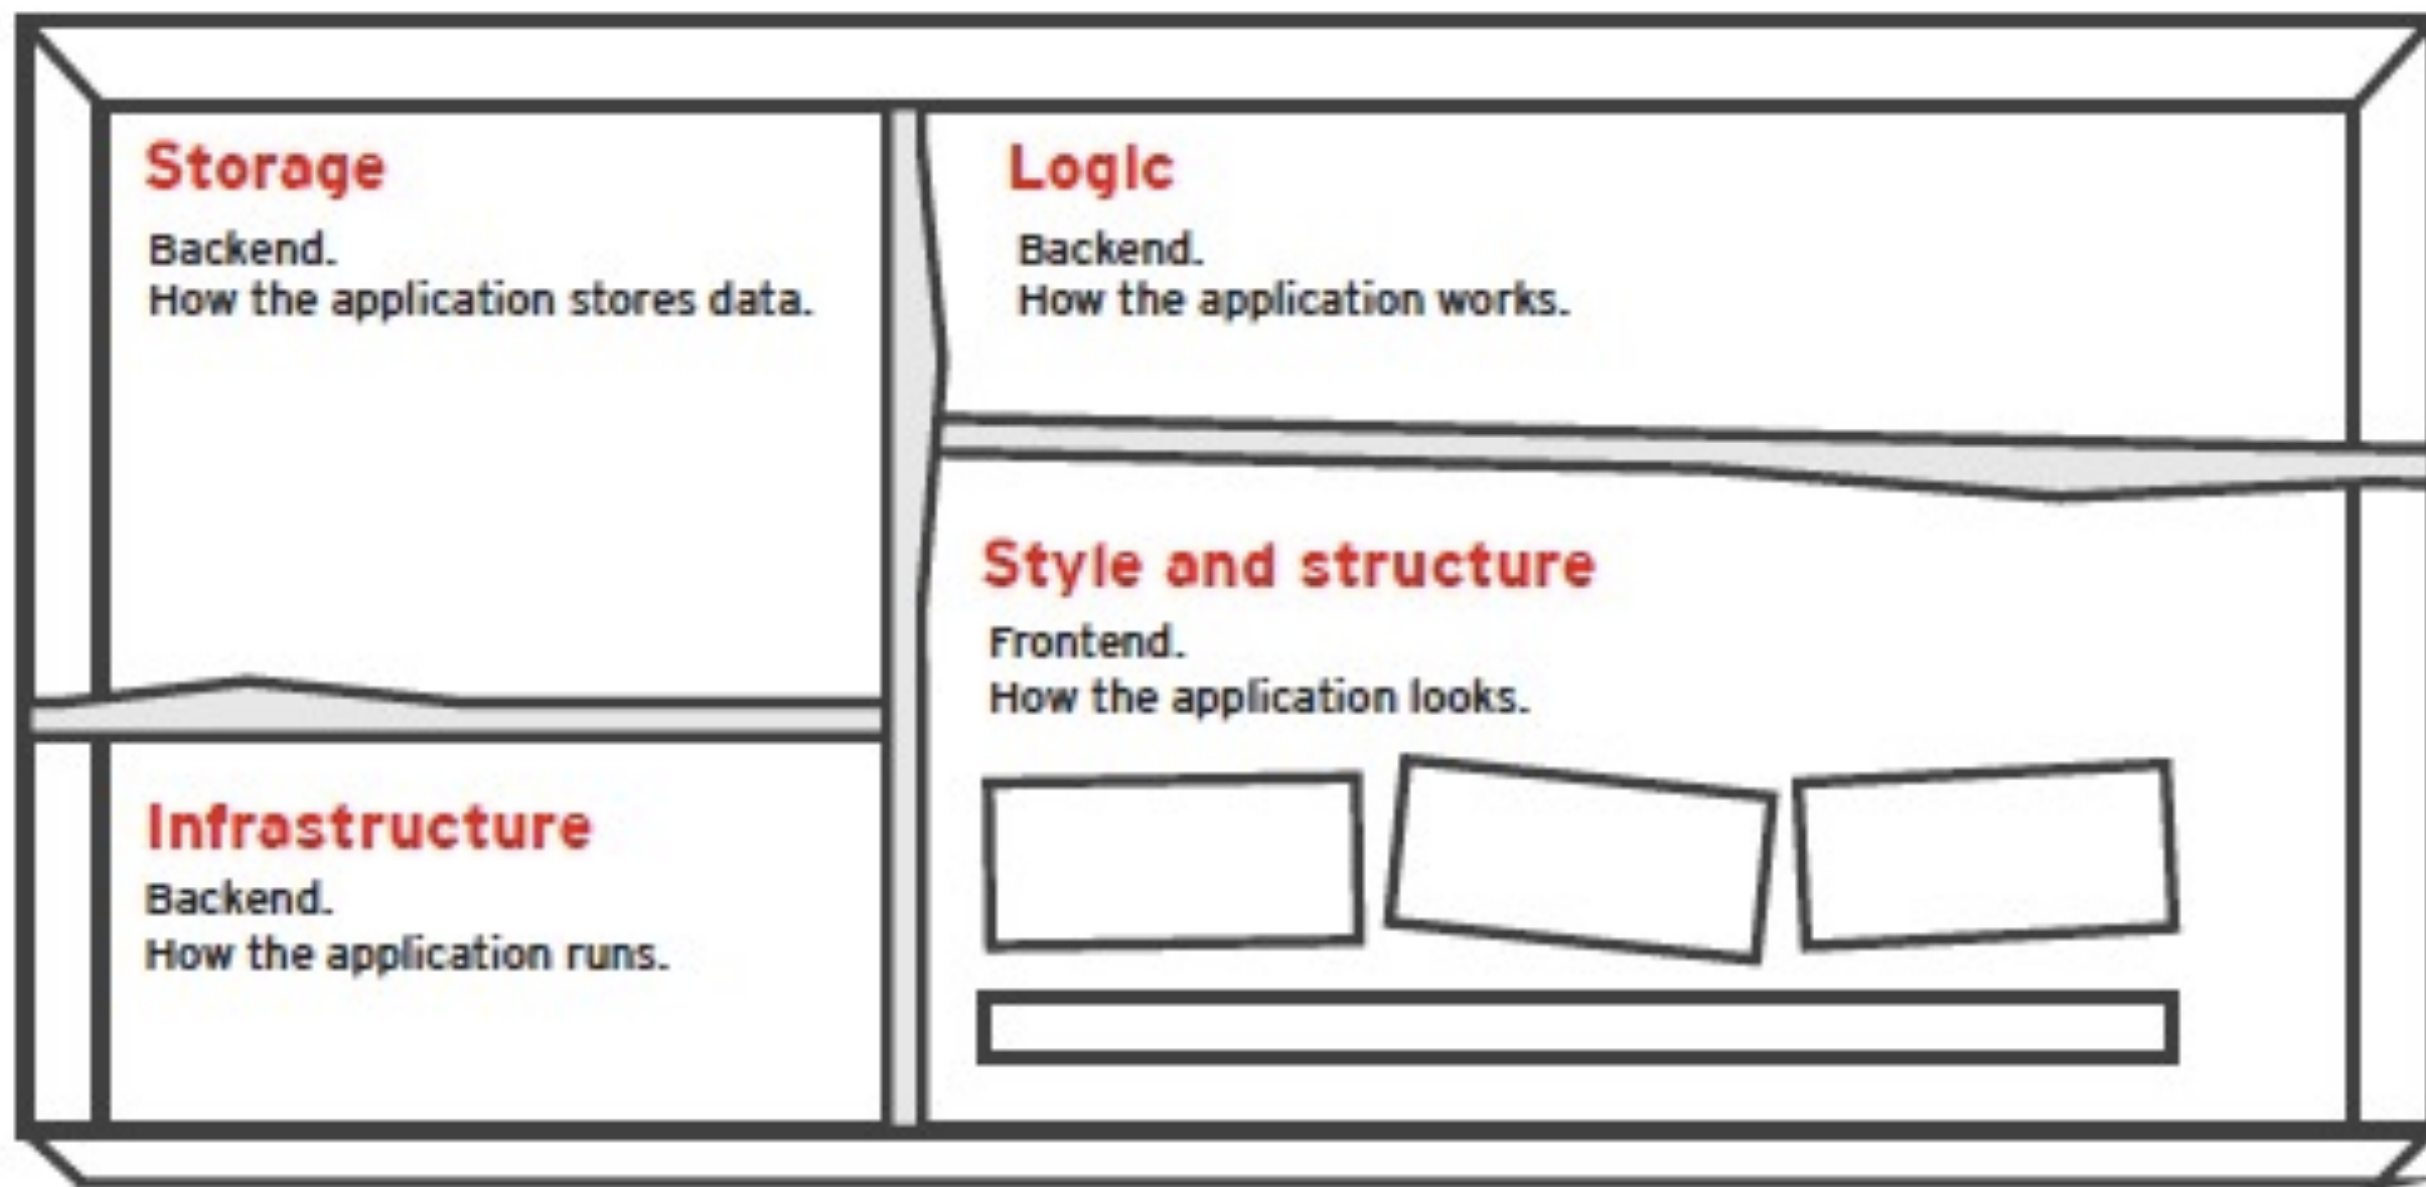 Storage
Backend.
How the application stores data.
Logic
Backend.
How the application works.
Style and structure
Frontend.
How the application looks.
Infrastructure
Backend.
How the application runs.